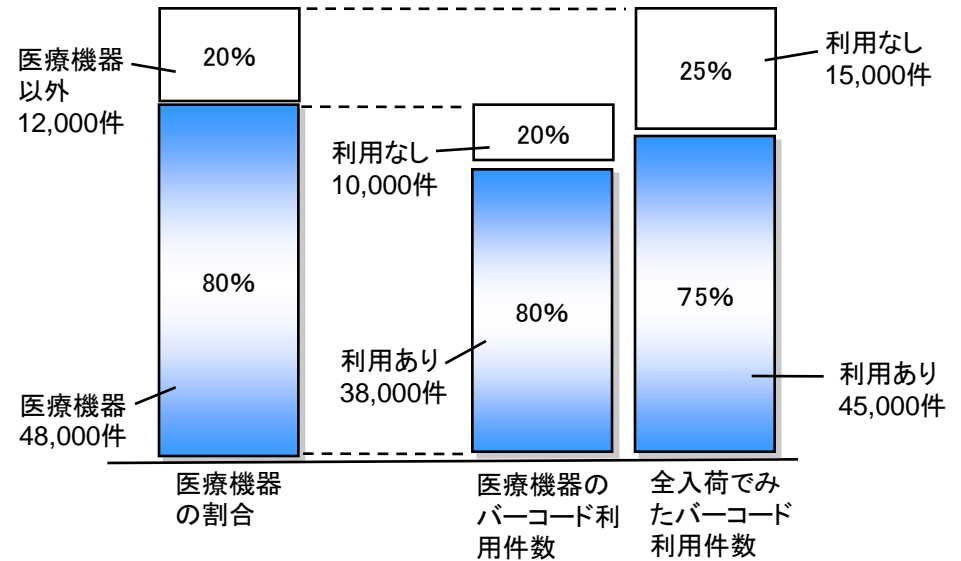 医療機器
以外
12,000件
20%
80%
医療機器
48,000件
医療機器
の割合
利用なし
10,000件
20%
80%
利用あり
38,000件
医療機器の
バーコード利
用件数
利用なし
15,000件
25%
75%
利用あり
45,000件
全入荷でみ
たバーコード
利用件数